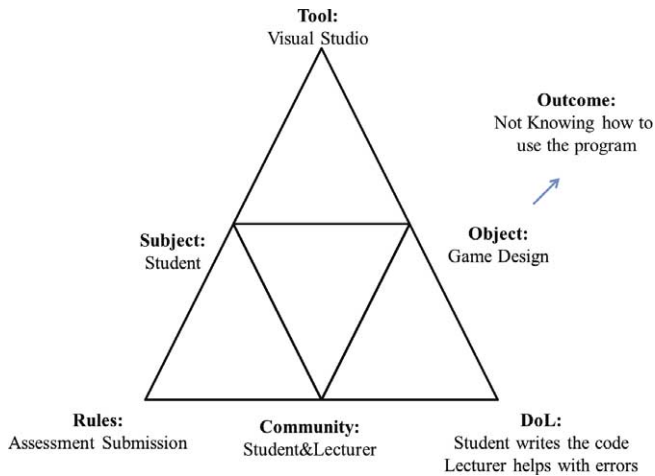 Tool:
Visual Studio
Outcome:
Not Knowing how to
use the program
Subject:
Student
Object:
Game Design
Rules:
Assessment Submission
Community:
Student&Lecturer
DoL:
Student writes the code
Lecturer helps with errors